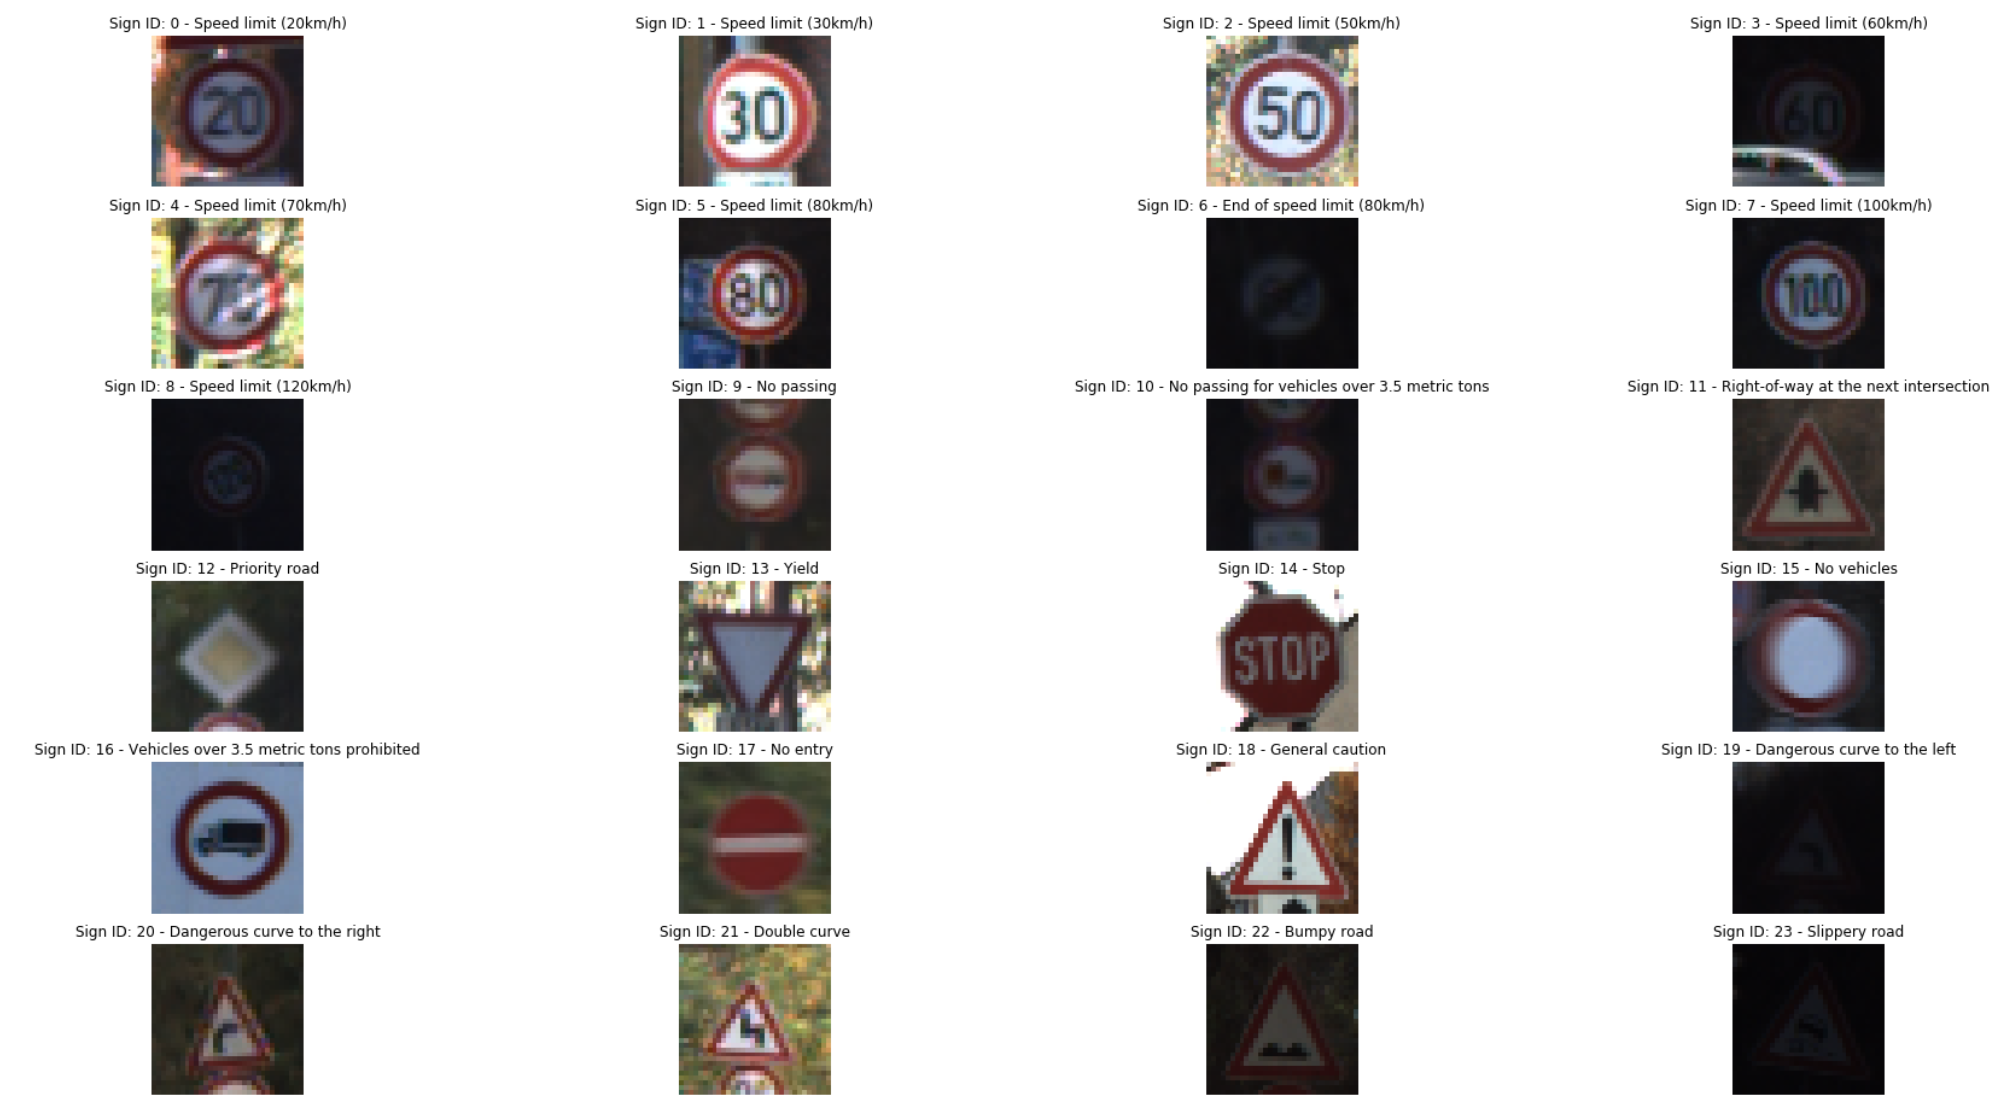 Sign ID: 0 - Speed limit (20km/h)
Sign ID: 1 - Speed limit (30km/h)
Sign ID: 2 - Speed limit (50km/h)
Sign ID: 3 - Speed limit (60km/h)
20
30
50
60
Sign ID: 4 - Speed limit (70km/h)
Sign ID: 5 - Speed limit (80km/h)
Sign ID: 6 - End of speed limit (80km/h)
Sign ID: 7 - Speed limit (100km/h)
70
80
100
Sign ID: 8 - Speed limit (120km/h)
Sign ID: 9 - No passing
Sign ID: 10 - No passing for vehicles over 3.5 metric tons
Sign ID: 11 - Right-of-way at the next intersection
Sign ID: 12 - Priority road
Sign ID: 13 - Yield
Sign ID: 14 - Stop
Sign ID: 15 - No vehicles
STOP
Sign ID: 16 - Vehicles over 3.5 metric tons prohibited
Sign ID: 17 - No entry
Sign ID: 18 - General caution
Sign ID: 19 - Dangerous curve to the left
Sign ID: 20 - Dangerous curve to the right
Sign ID: 21 - Double curve
Sign ID: 22 - Bumpy road
Sign ID: 23 - Slippery road